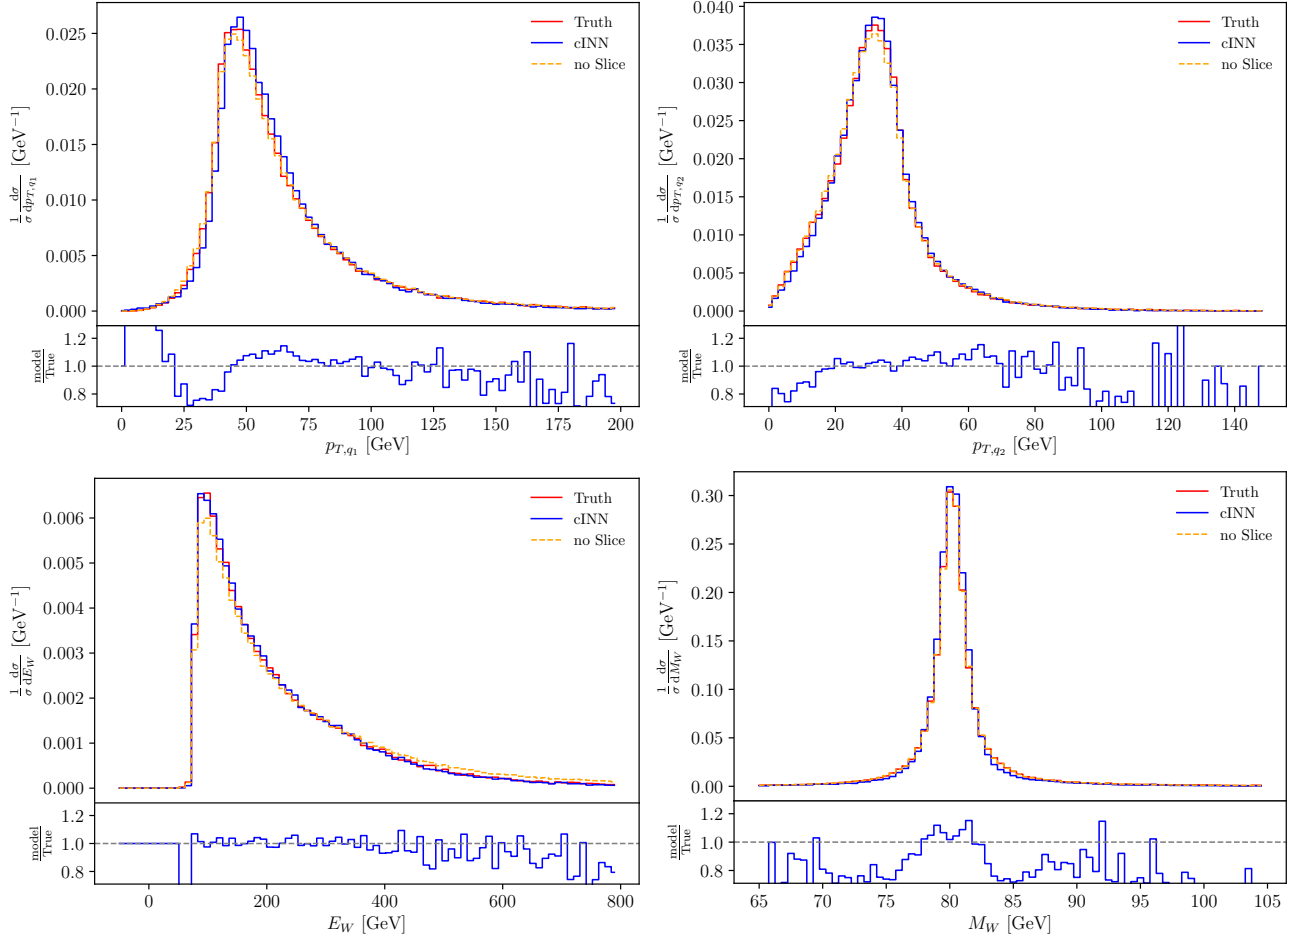 0.025
0.020
0.015
0.010
0.005
0.000
1/σ dσ/dp_{T,q_1} [GeV⁻¹]
Truth
cINN
no Slice
1.2
1.0
0.8
model/True
0 25 50 75 100 125 150 175 200
p_{T,q_1} [GeV]
0.040
0.035
0.030
0.025
0.020
0.015
0.010
0.005
0.000
1/σ dσ/dp_{T,q_2} [GeV⁻¹]
Truth
cINN
no Slice
1.2
1.0
0.8
model/True
0 20 40 60 80 100 120 140
p_{T,q_2} [GeV]
0.006
0.005
0.004
0.003
0.002
0.001
0.000
1/σ dσ/dE_W [GeV⁻¹]
Truth
cINN
no Slice
1.2
1.0
0.8
model/True
0 200 400 600 800
E_W [GeV]
0.30
0.25
0.20
0.15
0.10
0.05
0.00
1/σ dσ/dM_W [GeV⁻¹]
Truth
cINN
no Slice
1.2
1.0
0.8
model/True
65 70 75 80 85 90 95 100 105
M_W [GeV]